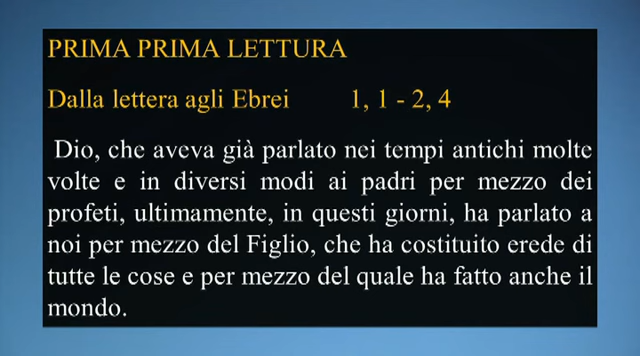 PRIMA PRIMA LETTURA
Dalla lettera agli Ebrei 1, 1 - 2, 4
Dio, che aveva già parlato nei tempi antichi molte
volte e in diversi modi ai padri per mezzo dei
profeti, ultimamente, in questi giorni, ha parlato a
noi per mezzo del Figlio, che ha costituito erede di
tutte le cose e per mezzo del quale ha fatto anche il
mondo.